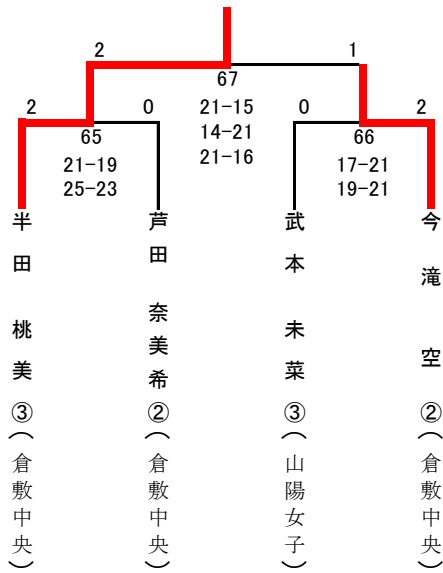 2 1
67
2 0 21-15 0 2
65 14-21 66
21-19 21-16 17-21
25-23 19-21
半田 桃美③(倉敷中央)
芦田 奈美希②(倉敷中央)
武本 未菜③(山陽女子)
今滝 空②(倉敷中央)